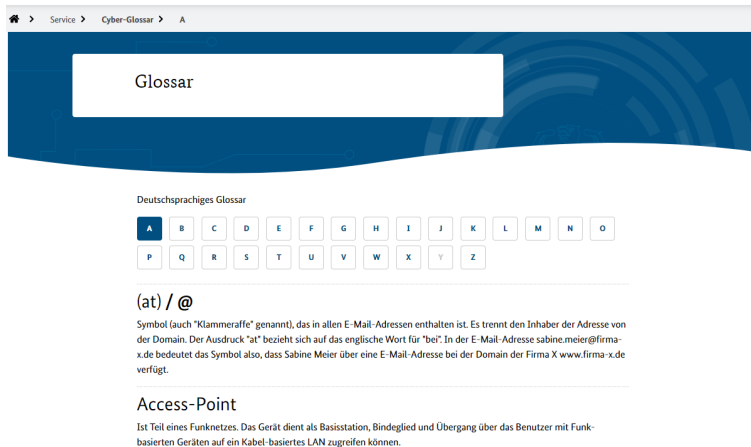 Service Cyber-Glossar A
Glossar
Deutschsprachiges Glossar
A B C D E F G H I J K L M N O
P Q R S T U V W X Y Z
(at) / @
Symbol (auch "Klammeraffe" genannt), das in allen E-Mail-Adressen enthalten ist. Es trennt den Inhaber der Adresse von
der Domain. Der Ausdruck "at" bezieht sich auf das englische Wort für "bei". In der E-Mail-Adresse sabine.meier@firma-
x.de bedeutet das Symbol also, dass Sabine Meier über eine E-Mail-Adresse bei der Domain der Firma X www.firma-x.de
verfügt.
Access-Point
Ist Teil eines Funknetzes. Das Gerät dient als Basisstation, Bindeglied und Übergang über das Benutzer mit Funk-
basierten Geräten auf ein Kabel-basiertes LAN zugreifen können.